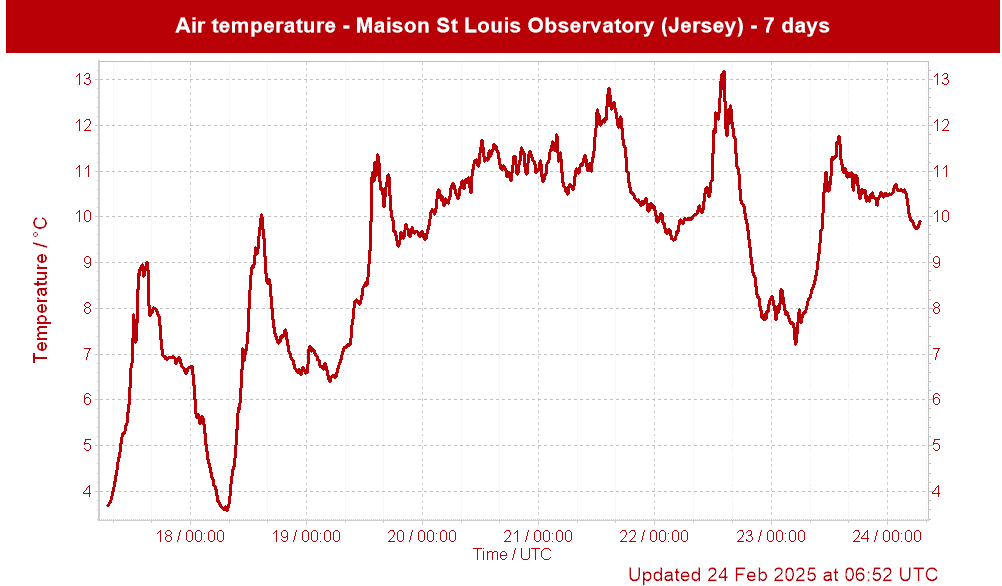 Air temperature - Maison St Louis Observatory (Jersey) - 7 days
Temperature / °C
13 13
12 12
11 11
10 10
9 9
8 8
7 7
6 6
5 5
4 4
18 / 00:00 19 / 00:00 20 / 00:00 21 / 00:00 22 / 00:00 23 / 00:00 24 / 00:00
Time / UTC
Updated 24 Feb 2025 at 06:52 UTC